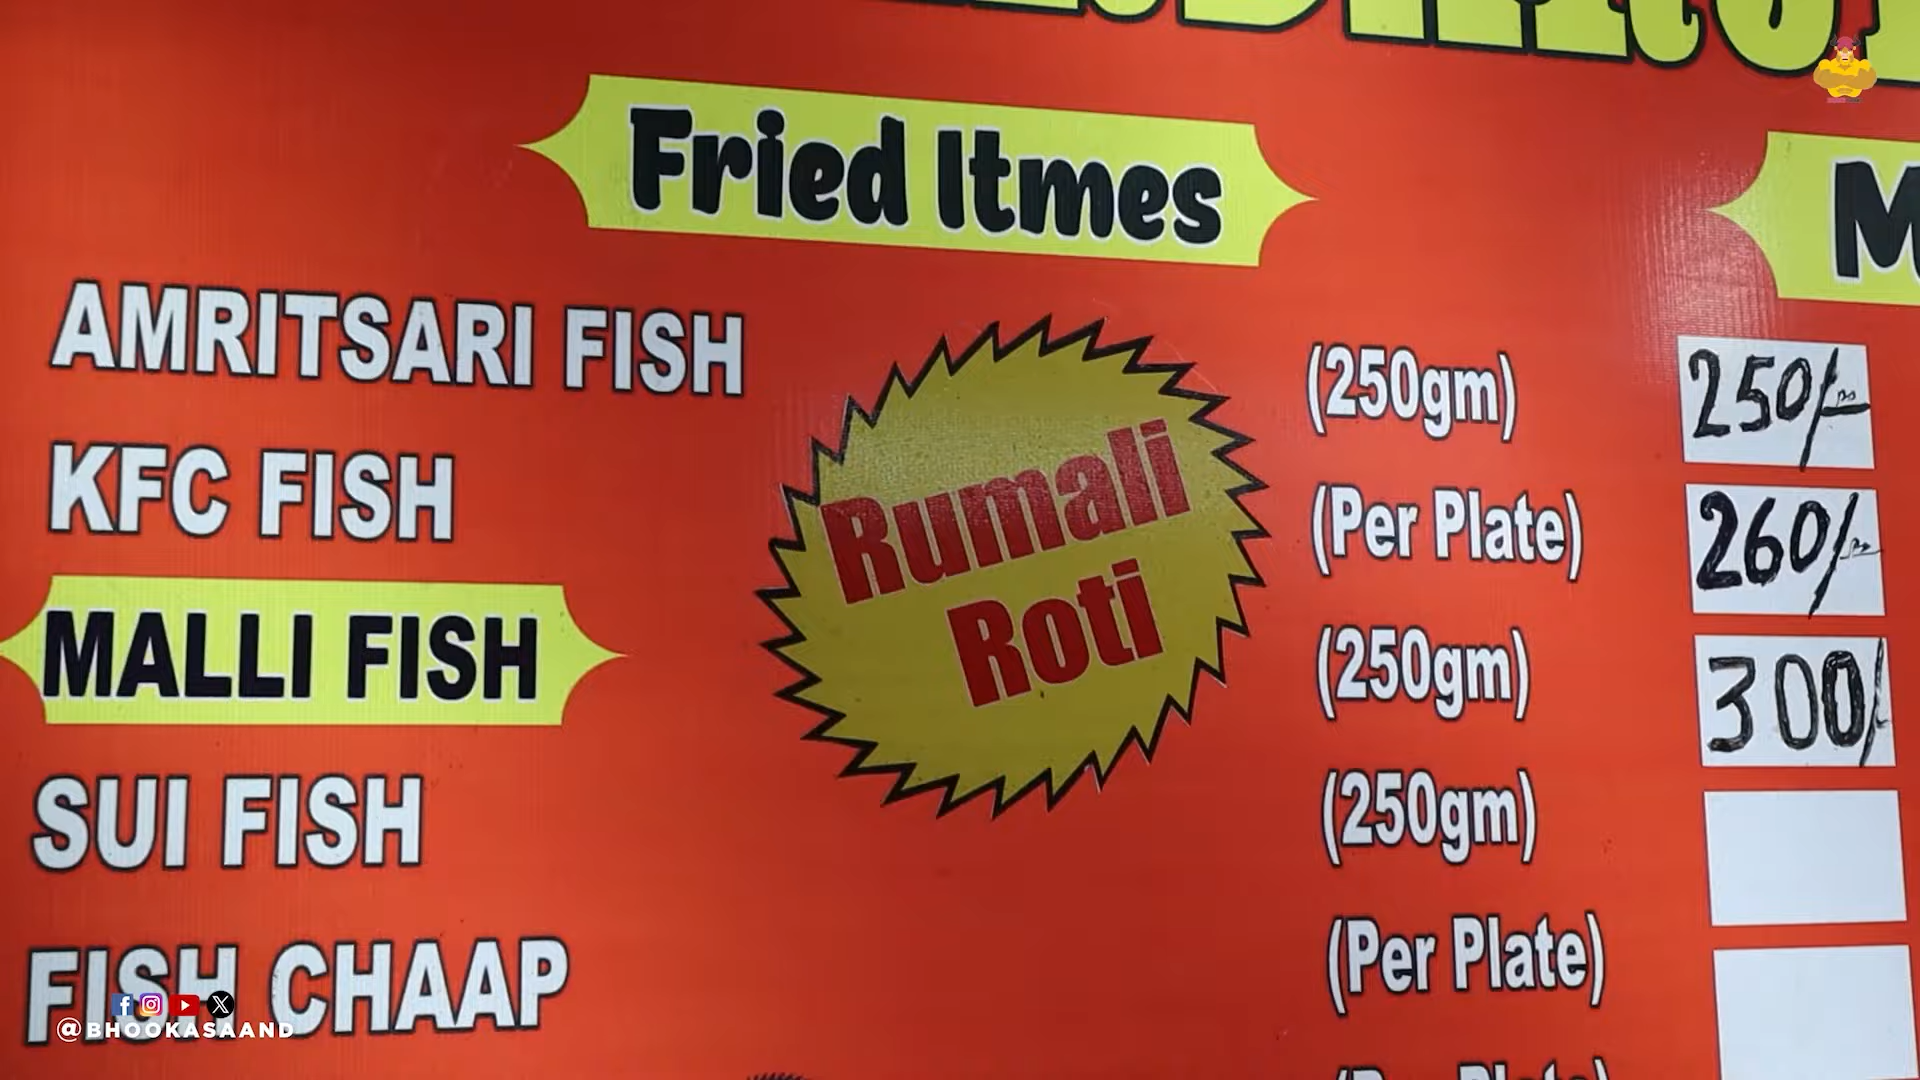 Fried Itmes
AMRITSARI FISH (250gm) 250/-
KFC FISH (Per Plate) 260/-
MALLI FISH (250gm) 300/-
SUI FISH (250gm)
FISH CHAAP (Per Plate)
Rumali
Roti
@BHOOKASAAND